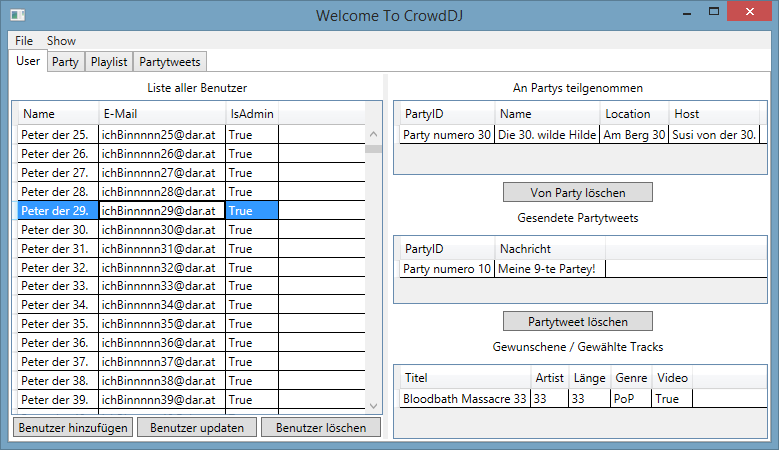 Welcome To CrowdDJ
File Show
User Party Playlist Partytweets
Liste aller Benutzer
Name E-Mail IsAdmin
Peter der 25. ichBinnnnn25@dar.at True
Peter der 26. ichBinnnnn26@dar.at True
Peter der 27. ichBinnnnn27@dar.at True
Peter der 28. ichBinnnnn28@dar.at True
Peter der 29. ichBinnnnn29@dar.at True
Peter der 30. ichBinnnnn30@dar.at True
Peter der 31. ichBinnnnn31@dar.at True
Peter der 32. ichBinnnnn32@dar.at True
Peter der 33. ichBinnnnn33@dar.at True
Peter der 34. ichBinnnnn34@dar.at True
Peter der 35. ichBinnnnn35@dar.at True
Peter der 36. ichBinnnnn36@dar.at True
Peter der 37. ichBinnnnn37@dar.at True
Peter der 38. ichBinnnnn38@dar.at True
Peter der 39. ichBinnnnn39@dar.at True
Benutzer hinzufügen Benutzer updaten Benutzer löschen
An Partys teilgenommen
PartyID Name Location Host
Party numero 30 Die 30. wilde Hilde Am Berg 30 Susi von der 30.
Von Party löschen
Gesendete Partytweets
PartyID Nachricht
Party numero 10 Meine 9-te Partey!
Partytweet löschen
Gewunschene / Gewählte Tracks
Titel Artist Länge Genre Video
Bloodbath Massacre 33 33 33 PoP True